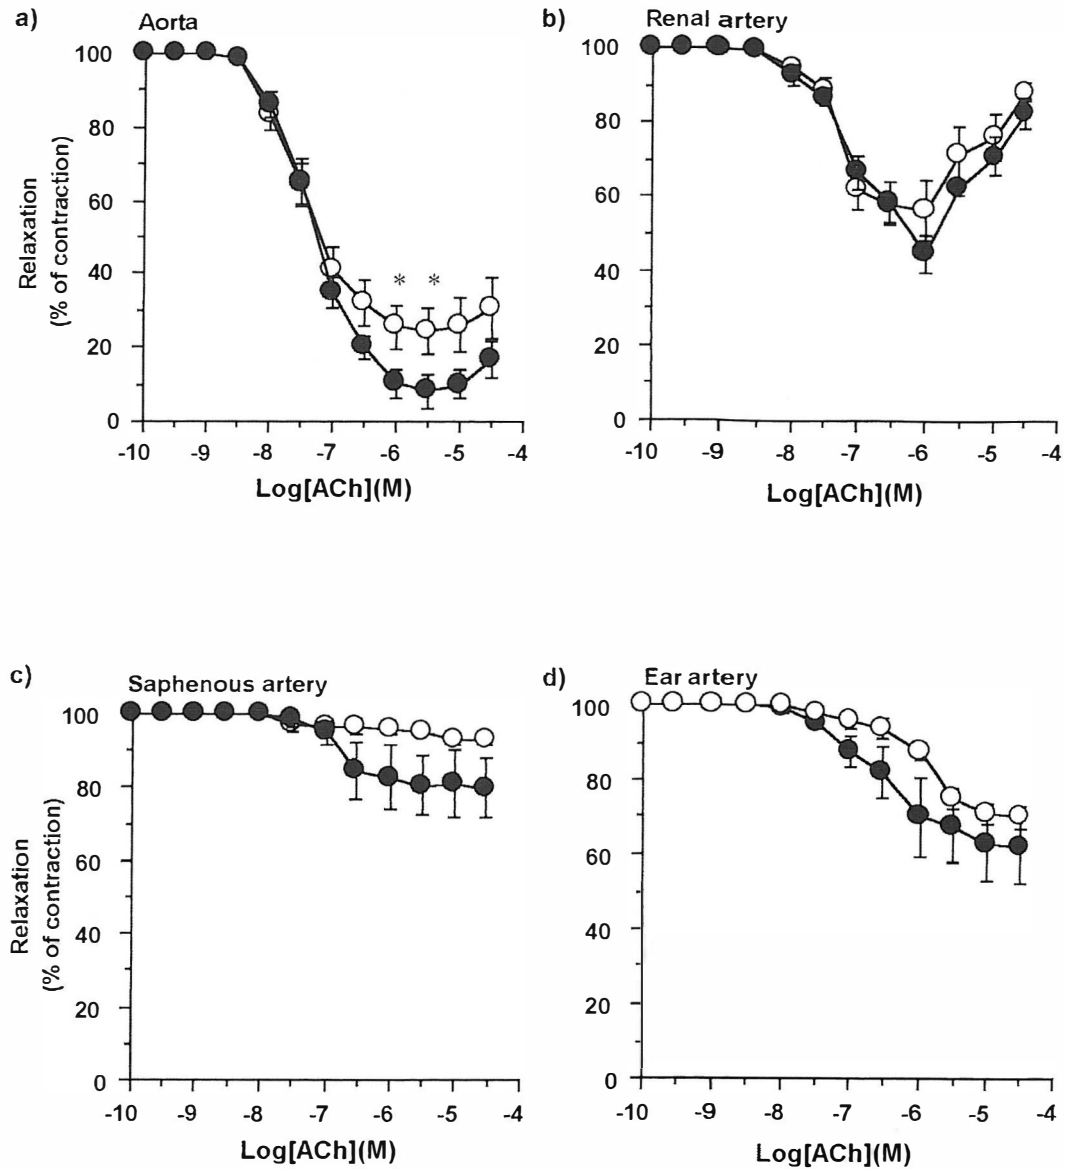 a)
Aorta
100
80
60
40
20
0
* *
Relaxation
(% of contraction)
-10 -9 -8 -7 -6 -5 -4
Log[ACh](M)
b)
Renal artery
100
80
60
40
20
0
-10 -9 -8 -7 -6 -5 -4
Log[ACh](M)
c)
Saphenous artery
100
80
60
40
20
0
Relaxation
(% of contraction)
-10 -9 -8 -7 -6 -5 -4
Log[ACh](M)
d)
Ear artery
100
80
60
40
20
0
-10 -9 -8 -7 -6 -5 -4
Log[ACh](M)